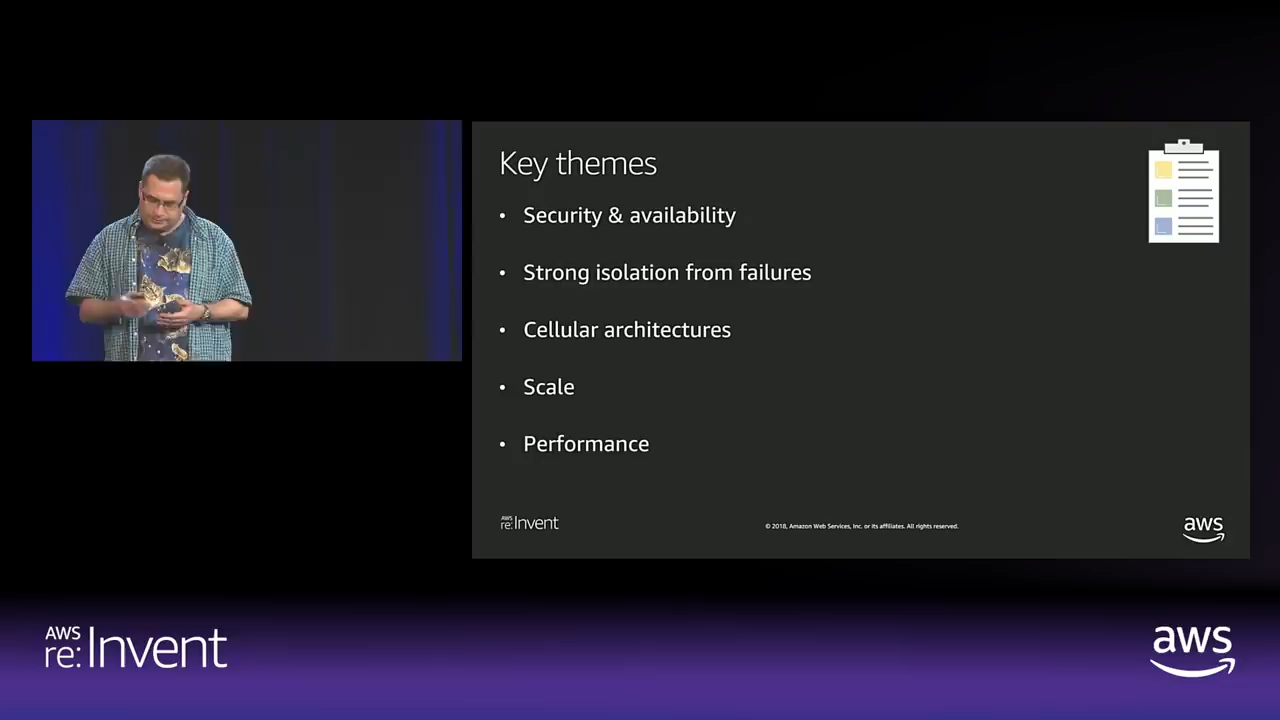 Key themes
• Security & availability
• Strong isolation from failures
• Cellular architectures
• Scale
• Performance
AWS
re:Invent
© 2018, Amazon Web Services, Inc. or its affiliates. All rights reserved.
aws
AWS
re:Invent
aws